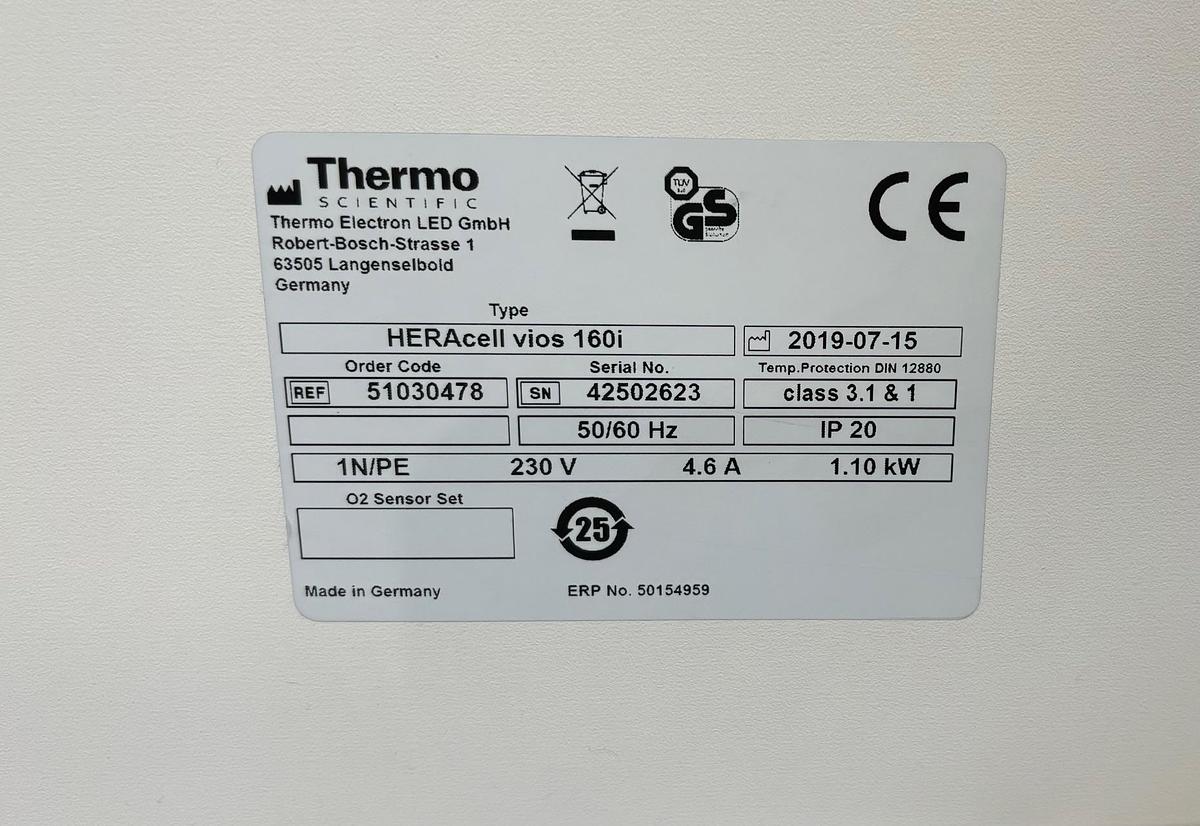 Thermo
SCIENTIFIC
Thermo Electron LED GmbH
Robert-Bosch-Strasse 1
63505 Langenselbold
Germany
TÜV
GS
CE
Type
HERAcell vios 160i
2019-07-15
Order Code
Serial No.
Temp.Protection DIN 12880
REF 51030478
SN 42502623
class 3.1 & 1
50/60 Hz
IP 20
1N/PE 230 V 4.6 A 1.10 kW
O2 Sensor Set
25
Made in Germany
ERP No. 50154959